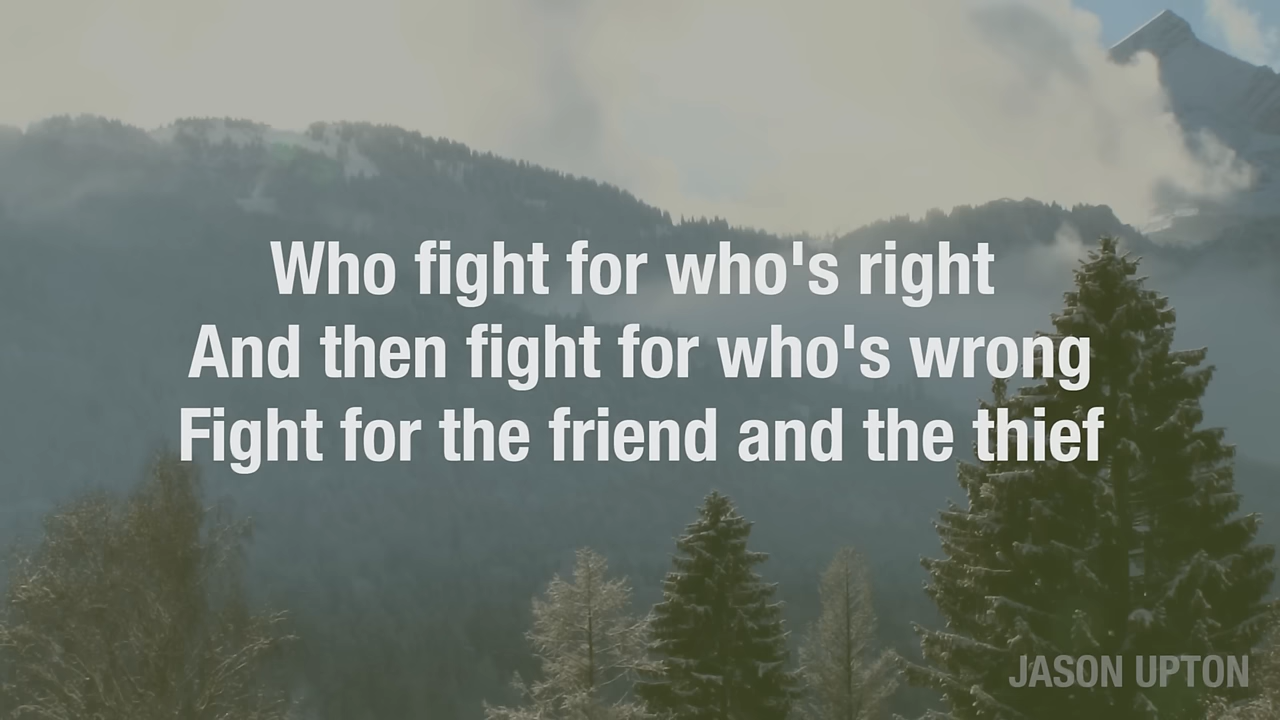 Who fight for who's right
And then fight for who's wrong
Fight for the friend and the thief
JASON UPTON